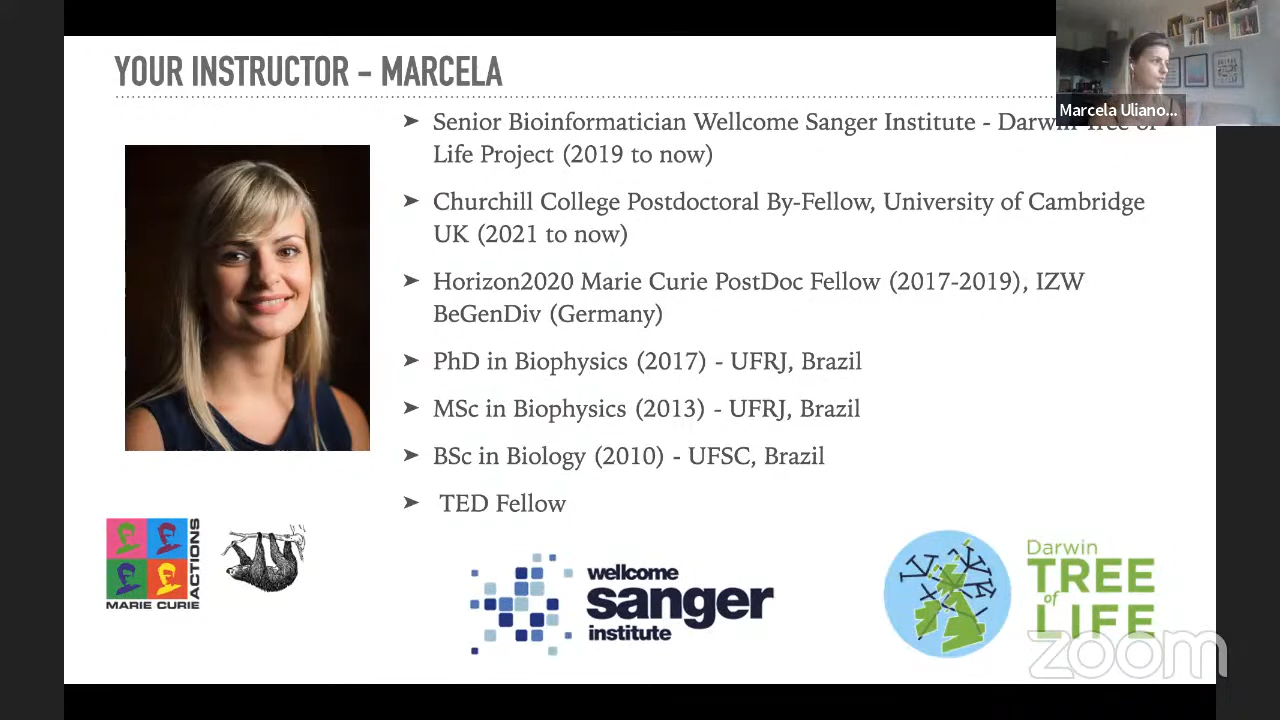 YOUR INSTRUCTOR - MARCELA
Marcela Uliano...
➤ Senior Bioinformatician Wellcome Sanger Institute - Darwin Tree of
Life Project (2019 to now)
➤ Churchill College Postdoctoral By-Fellow, University of Cambridge
UK (2021 to now)
➤ Horizon2020 Marie Curie PostDoc Fellow (2017-2019), IZW
BeGenDiv (Germany)
➤ PhD in Biophysics (2017) - UFRJ, Brazil
➤ MSc in Biophysics (2013) - UFRJ, Brazil
➤ BSc in Biology (2010) - UFSC, Brazil
➤ TED Fellow
MARIE CURIE
ACTIONS
wellcome
sanger
institute
Darwin
TREE
of
LIFE
zoom